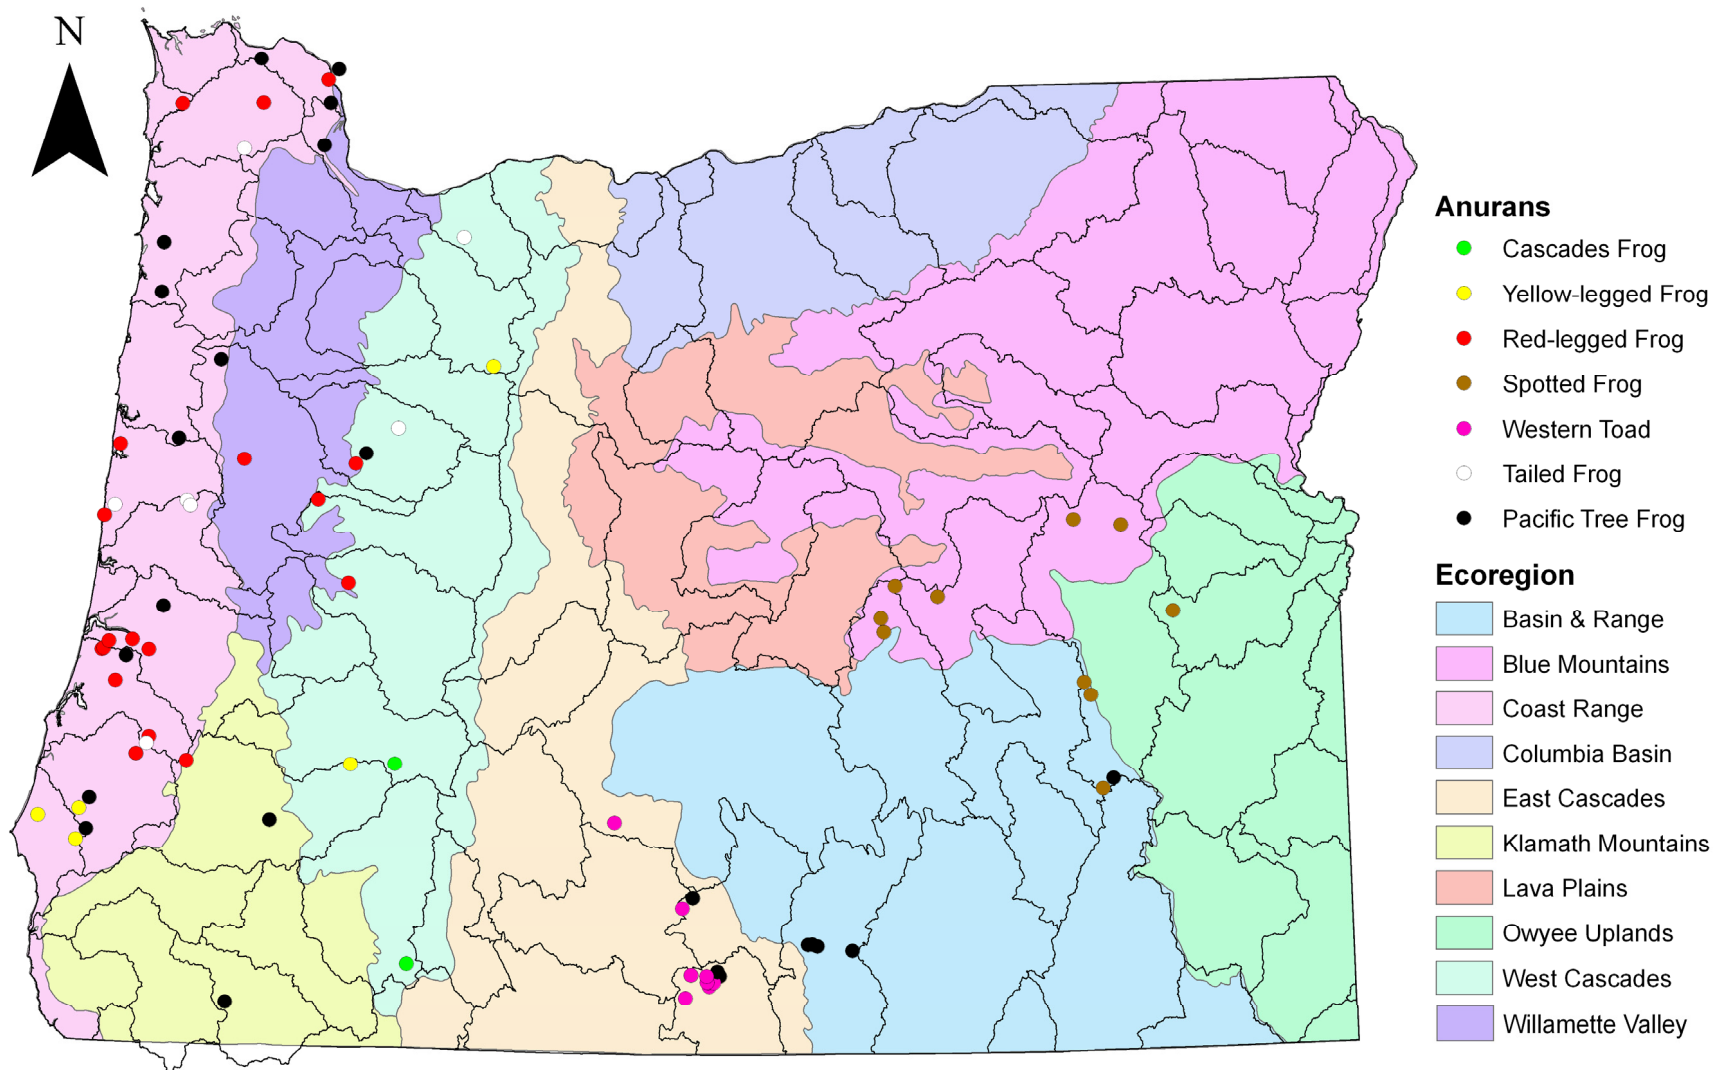 N
Anurans
Cascades Frog
Yellow-legged Frog
Red-legged Frog
Spotted Frog
Western Toad
Tailed Frog
Pacific Tree Frog
Ecoregion
Basin & Range
Blue Mountains
Coast Range
Columbia Basin
East Cascades
Klamath Mountains
Lava Plains
Owyee Uplands
West Cascades
Willamette Valley